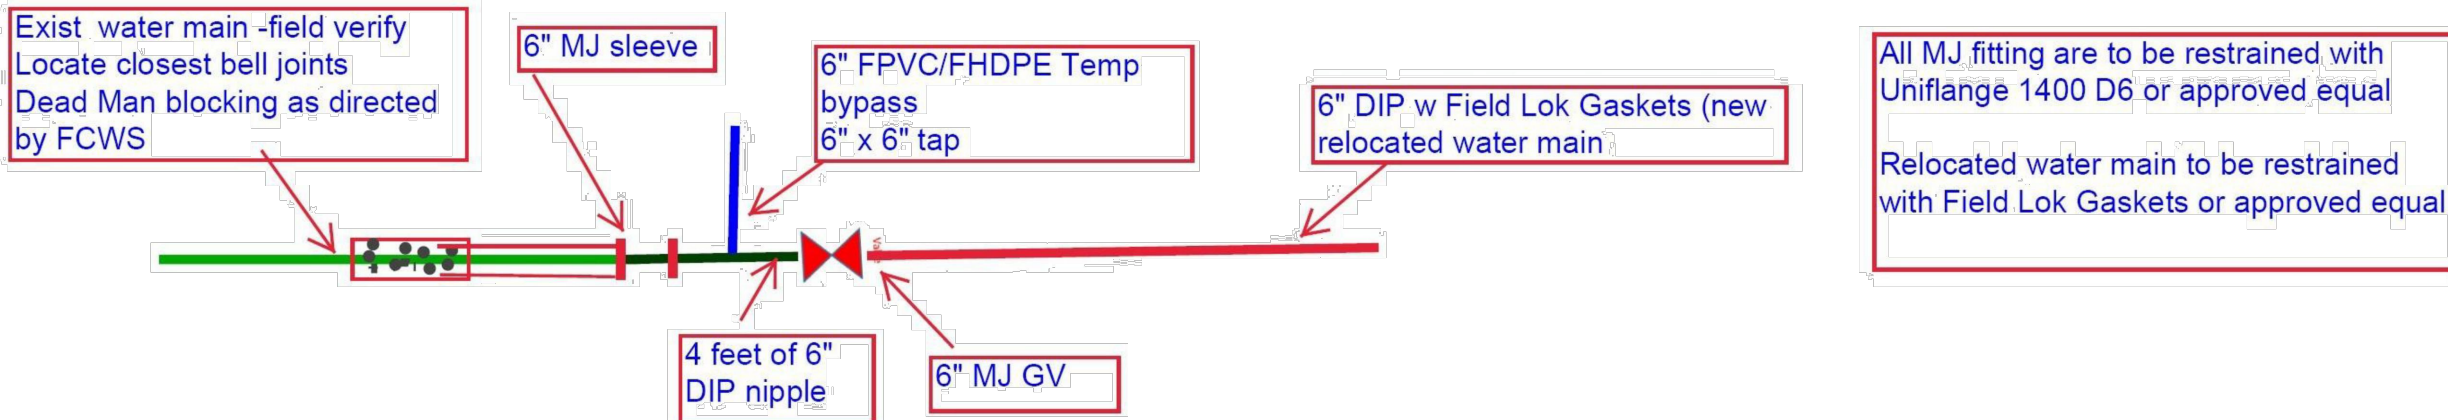 Exist water main -field verify
Locate closest bell joints
Dead Man blocking as directed
by FCWS
6" MJ sleeve
6" FPVC/FHDPE Temp
bypass
6" x 6" tap
6" DIP w Field Lok Gaskets (new
relocated water main
All MJ fitting are to be restrained with
Uniflange 1400 D6 or approved equal
Relocated water main to be restrained
with Field Lok Gaskets or approved equal
4 feet of 6"
DIP nipple
6" MJ GV